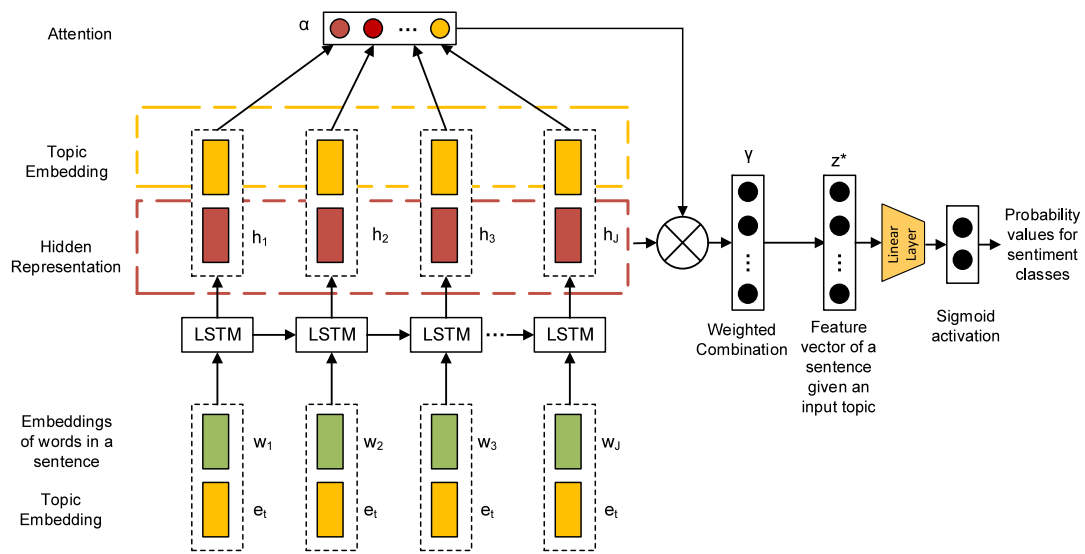 Attention
α
...
Topic
Embedding
Hidden
Representation
h1
h2
h3
hJ
LSTM
LSTM
LSTM
...
LSTM
Embeddings
of words in a
sentence
w1
w2
w3
wJ
Topic
Embedding
et
et
et
et
γ
...
Weighted
Combination
z*
...
Feature
vector of a
sentence
given an
input topic
Linear
Layer
Sigmoid
activation
Probability
values for
sentiment
classes